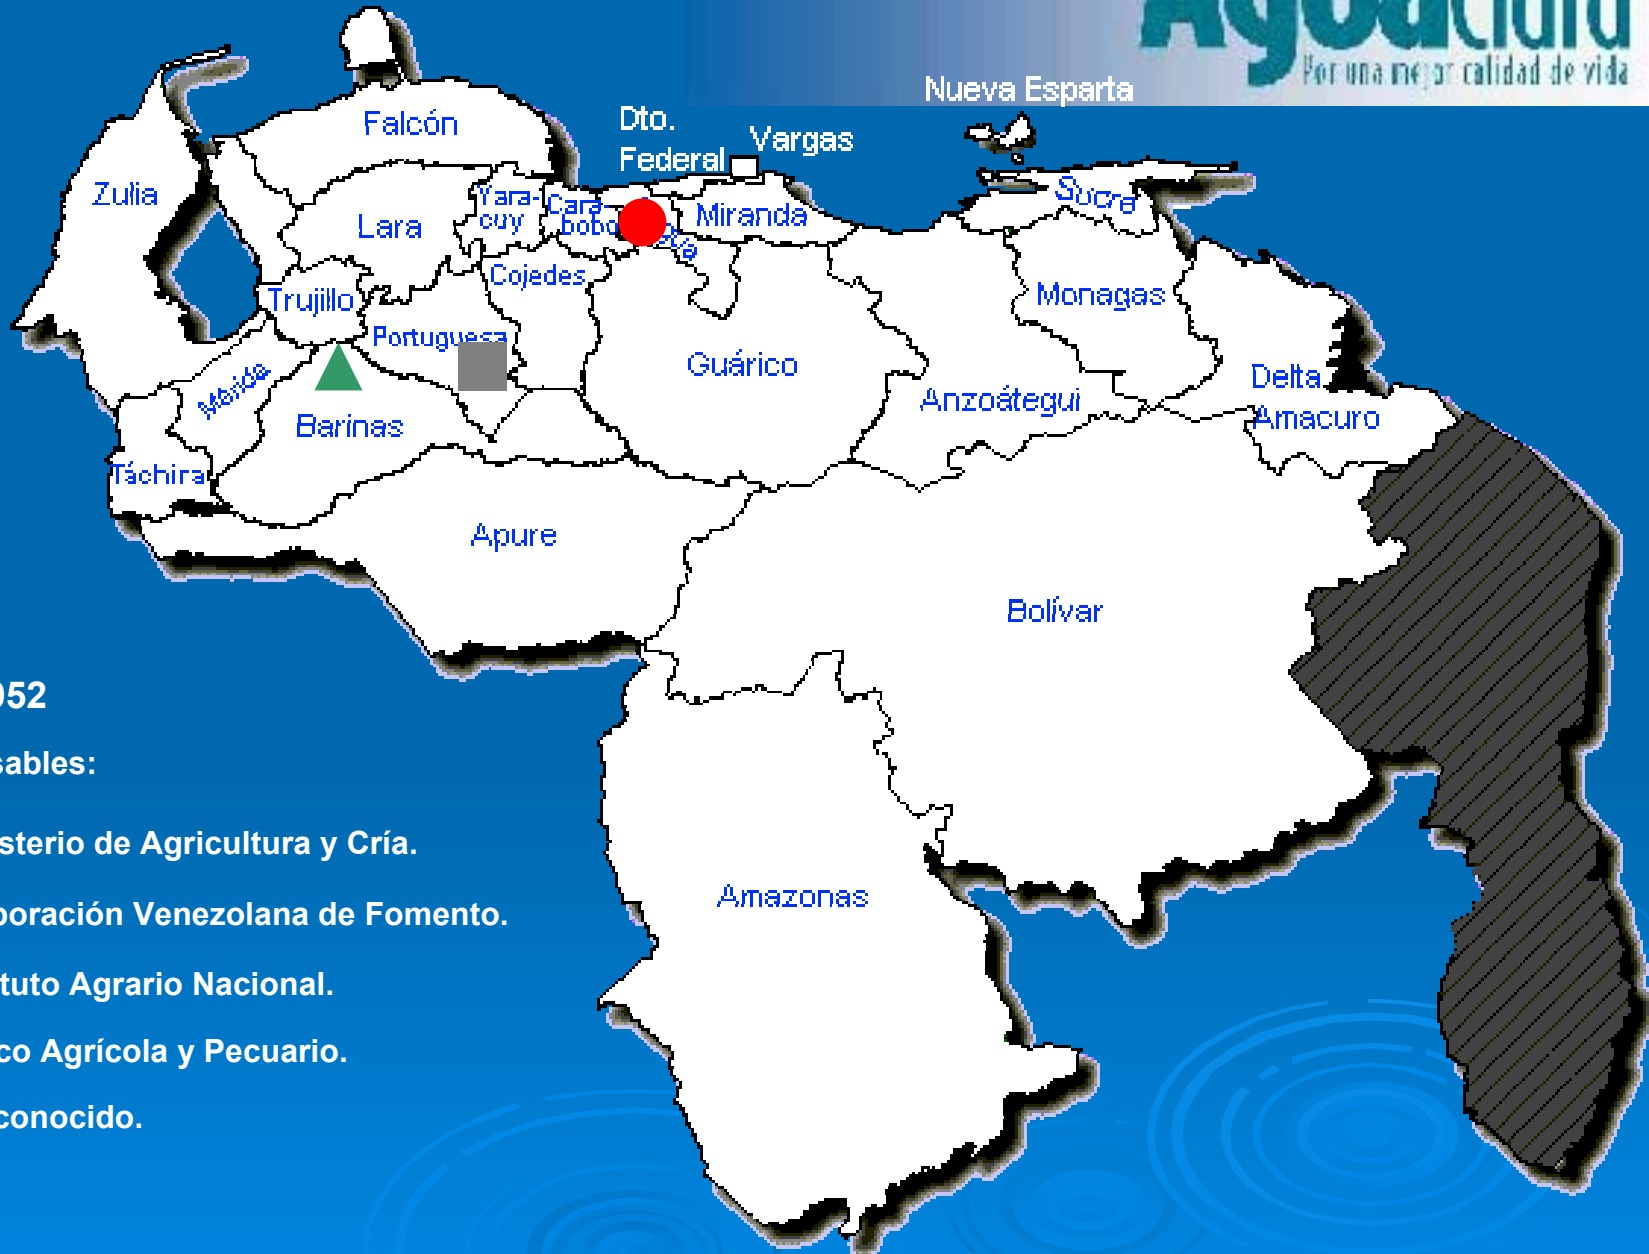 AguaClara
Por una mejor calidad de vida
Nueva Esparta
Dto.
Federal
Vargas
Falcón
Zulia
Lara
Yara-
cuy
Cara-
bobo
Miranda
Sucre
Cojedes
Trujillo
Portuguesa
Guárico
Monagas
Anzoátegui
Delta
Amacuro
Mérida
Barinas
Táchira
Apure
Bolívar
Amazonas
952
sables:
sterio de Agricultura y Cría.
poración Venezolana de Fomento.
tuto Agrario Nacional.
co Agrícola y Pecuario.
conocido.